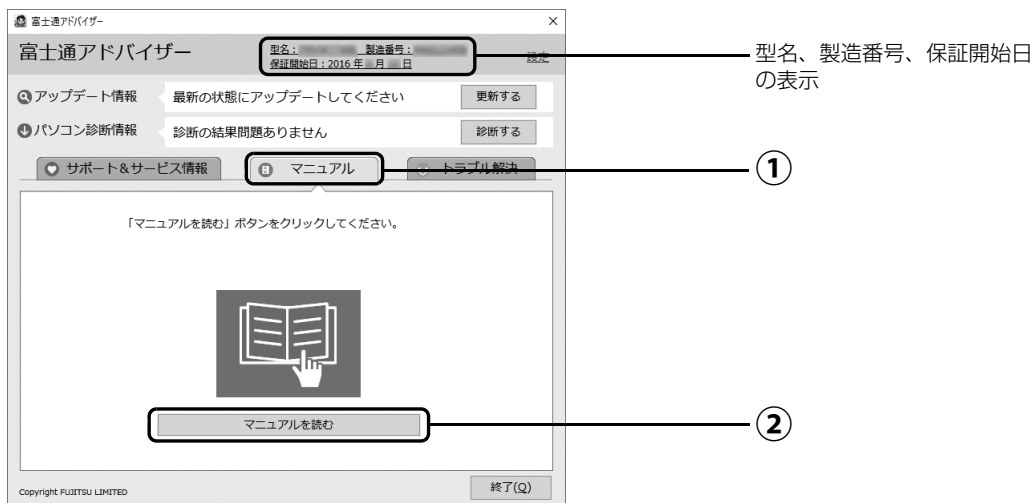 富士通アドバイザー
×
富士通アドバイザー
型名： 製造番号：
保証開始日：2016 年 月 日
設定
型名、製造番号、保証開始日
の表示
アップデート情報
最新の状態にアップデートしてください
更新する
パソコン診断情報
診断の結果問題ありません
診断する
サポート＆サービス情報
マニュアル
トラブル解決
①
「マニュアルを読む」ボタンをクリックしてください。
マニュアルを読む
②
Copyright FUJITSU LIMITED
終了(Q)